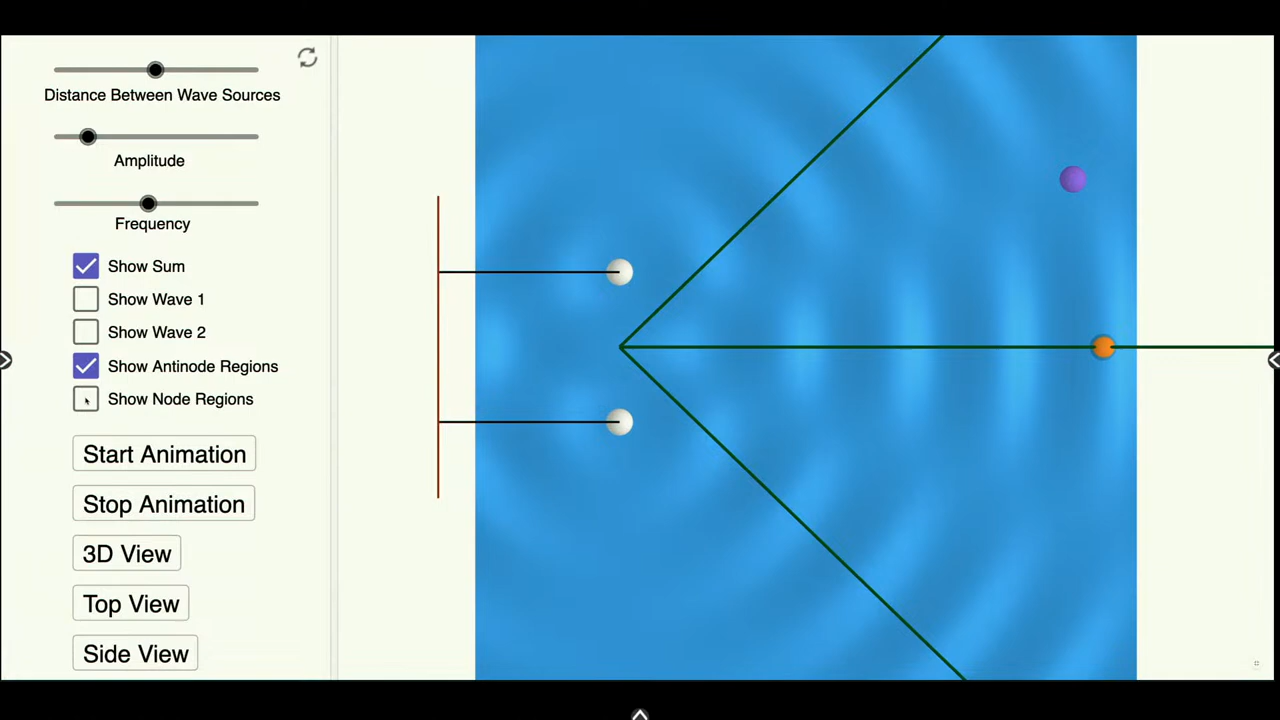 Distance Between Wave Sources
Amplitude
Frequency
Show Sum
Show Wave 1
Show Wave 2
Show Antinode Regions
Show Node Regions
Start Animation
Stop Animation
3D View
Top View
Side View